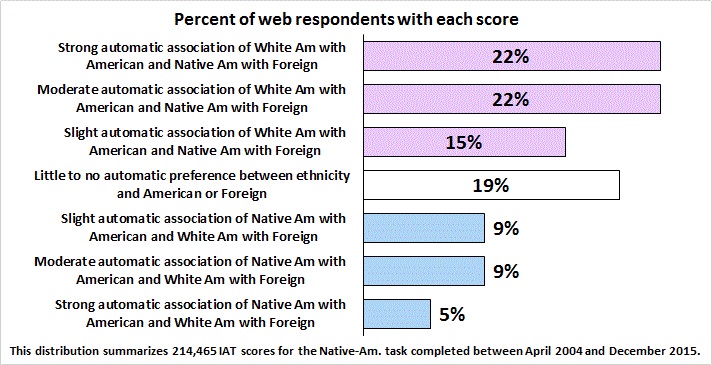 Percent of web respondents with each score
Strong automatic association of White Am with
American and Native Am with Foreign
22%
Moderate automatic association of White Am with
American and Native Am with Foreign
22%
Slight automatic association of White Am with
American and Native Am with Foreign
15%
Little to no automatic preference between ethnicity
and American or Foreign
19%
Slight automatic association of Native Am with
American and White Am with Foreign
9%
Moderate automatic association of Native Am with
American and White Am with Foreign
9%
Strong automatic association of Native Am with
American and White Am with Foreign
5%
This distribution summarizes 214,465 IAT scores for the Native-Am. task completed between April 2004 and December 2015.